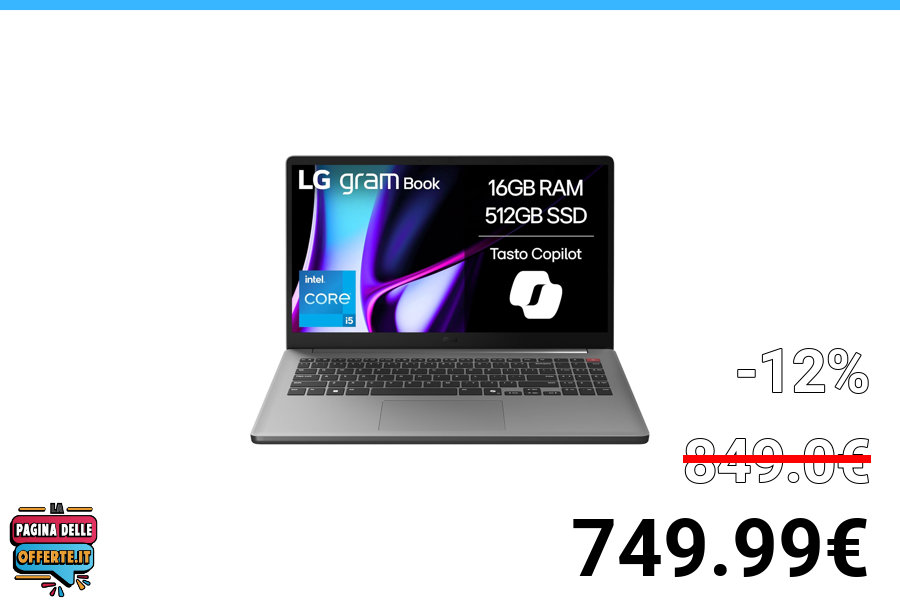 LG gram Book
16GB RAM
512GB SSD
Tasto Copilot
intel.
CORE
i5
-12%
849.0€
749.99€
LA
PAGINA DELLE
OFFERTE.IT